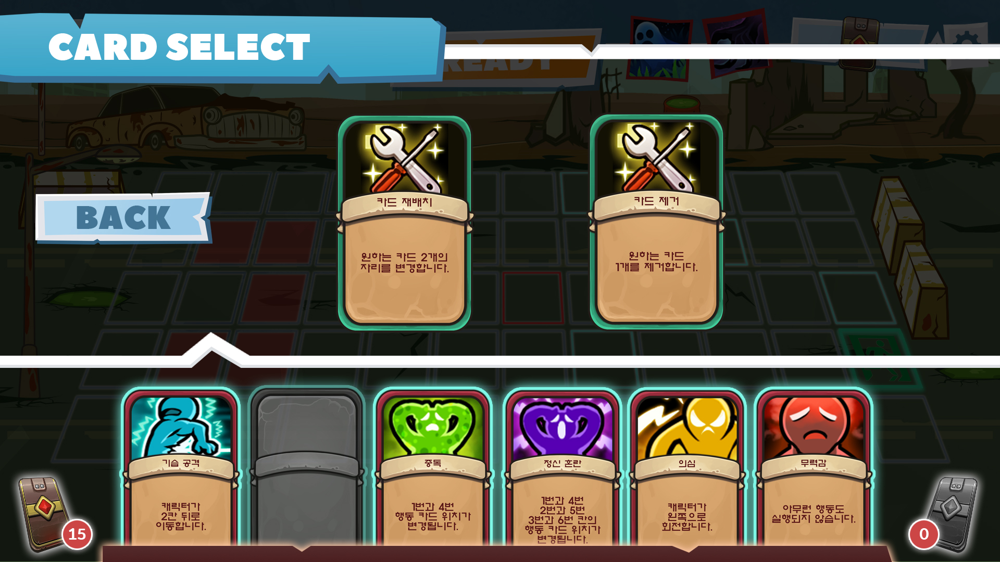 CARD SELECT
READY
BACK
카드 재배치
원하는 카드 2개의
자리를 변경합니다.
카드 제거
원하는 카드
1개를 제거합니다.
기습 공격
캐릭터가
2칸 뒤로
이동합니다.
중독
1번과 4번
행동 카드 위치가
변경됩니다.
정신 혼란
1번과 4번
2번과 5번
3번과 6번 칸의
행동 카드 위치가
변경됩니다.
의심
캐릭터가
왼쪽으로
회전합니다.
무력감
아무런 행동도
실행되지 않습니다.
15
0